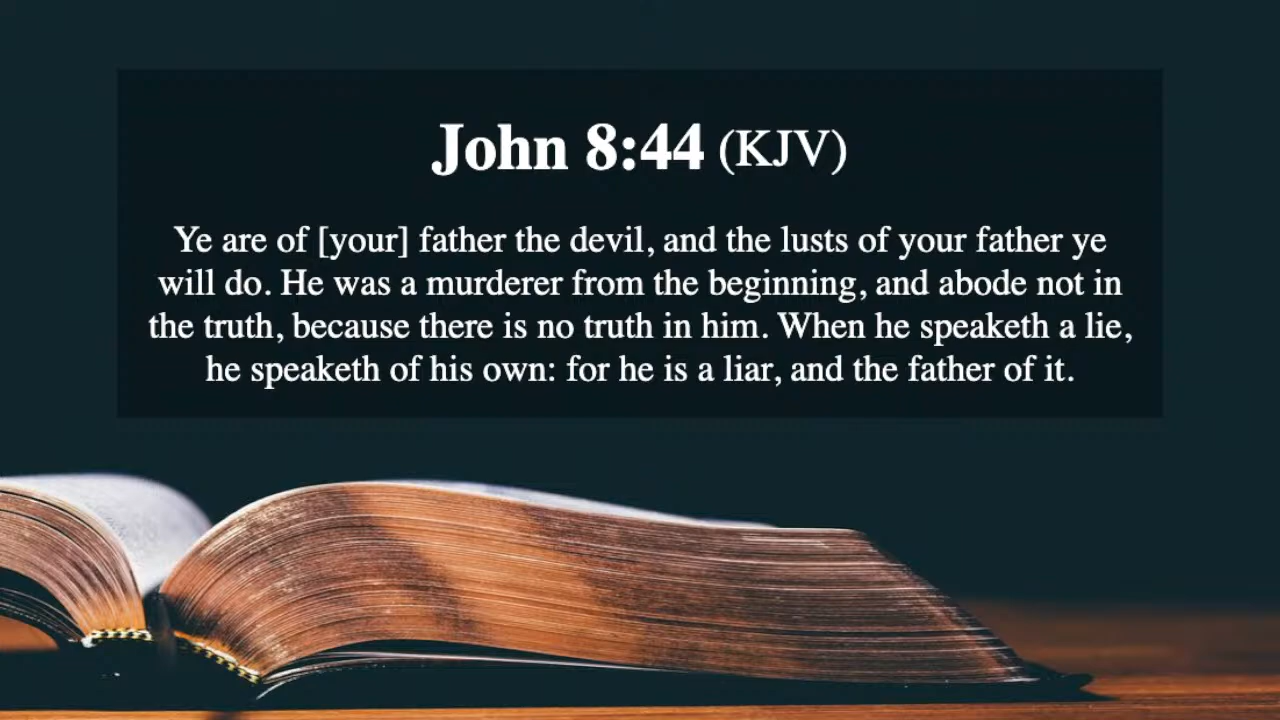 John 8:44 (KJV)
Ye are of [your] father the devil, and the lusts of your father ye
will do. He was a murderer from the beginning, and abode not in
the truth, because there is no truth in him. When he speaketh a lie,
he speaketh of his own: for he is a liar, and the father of it.